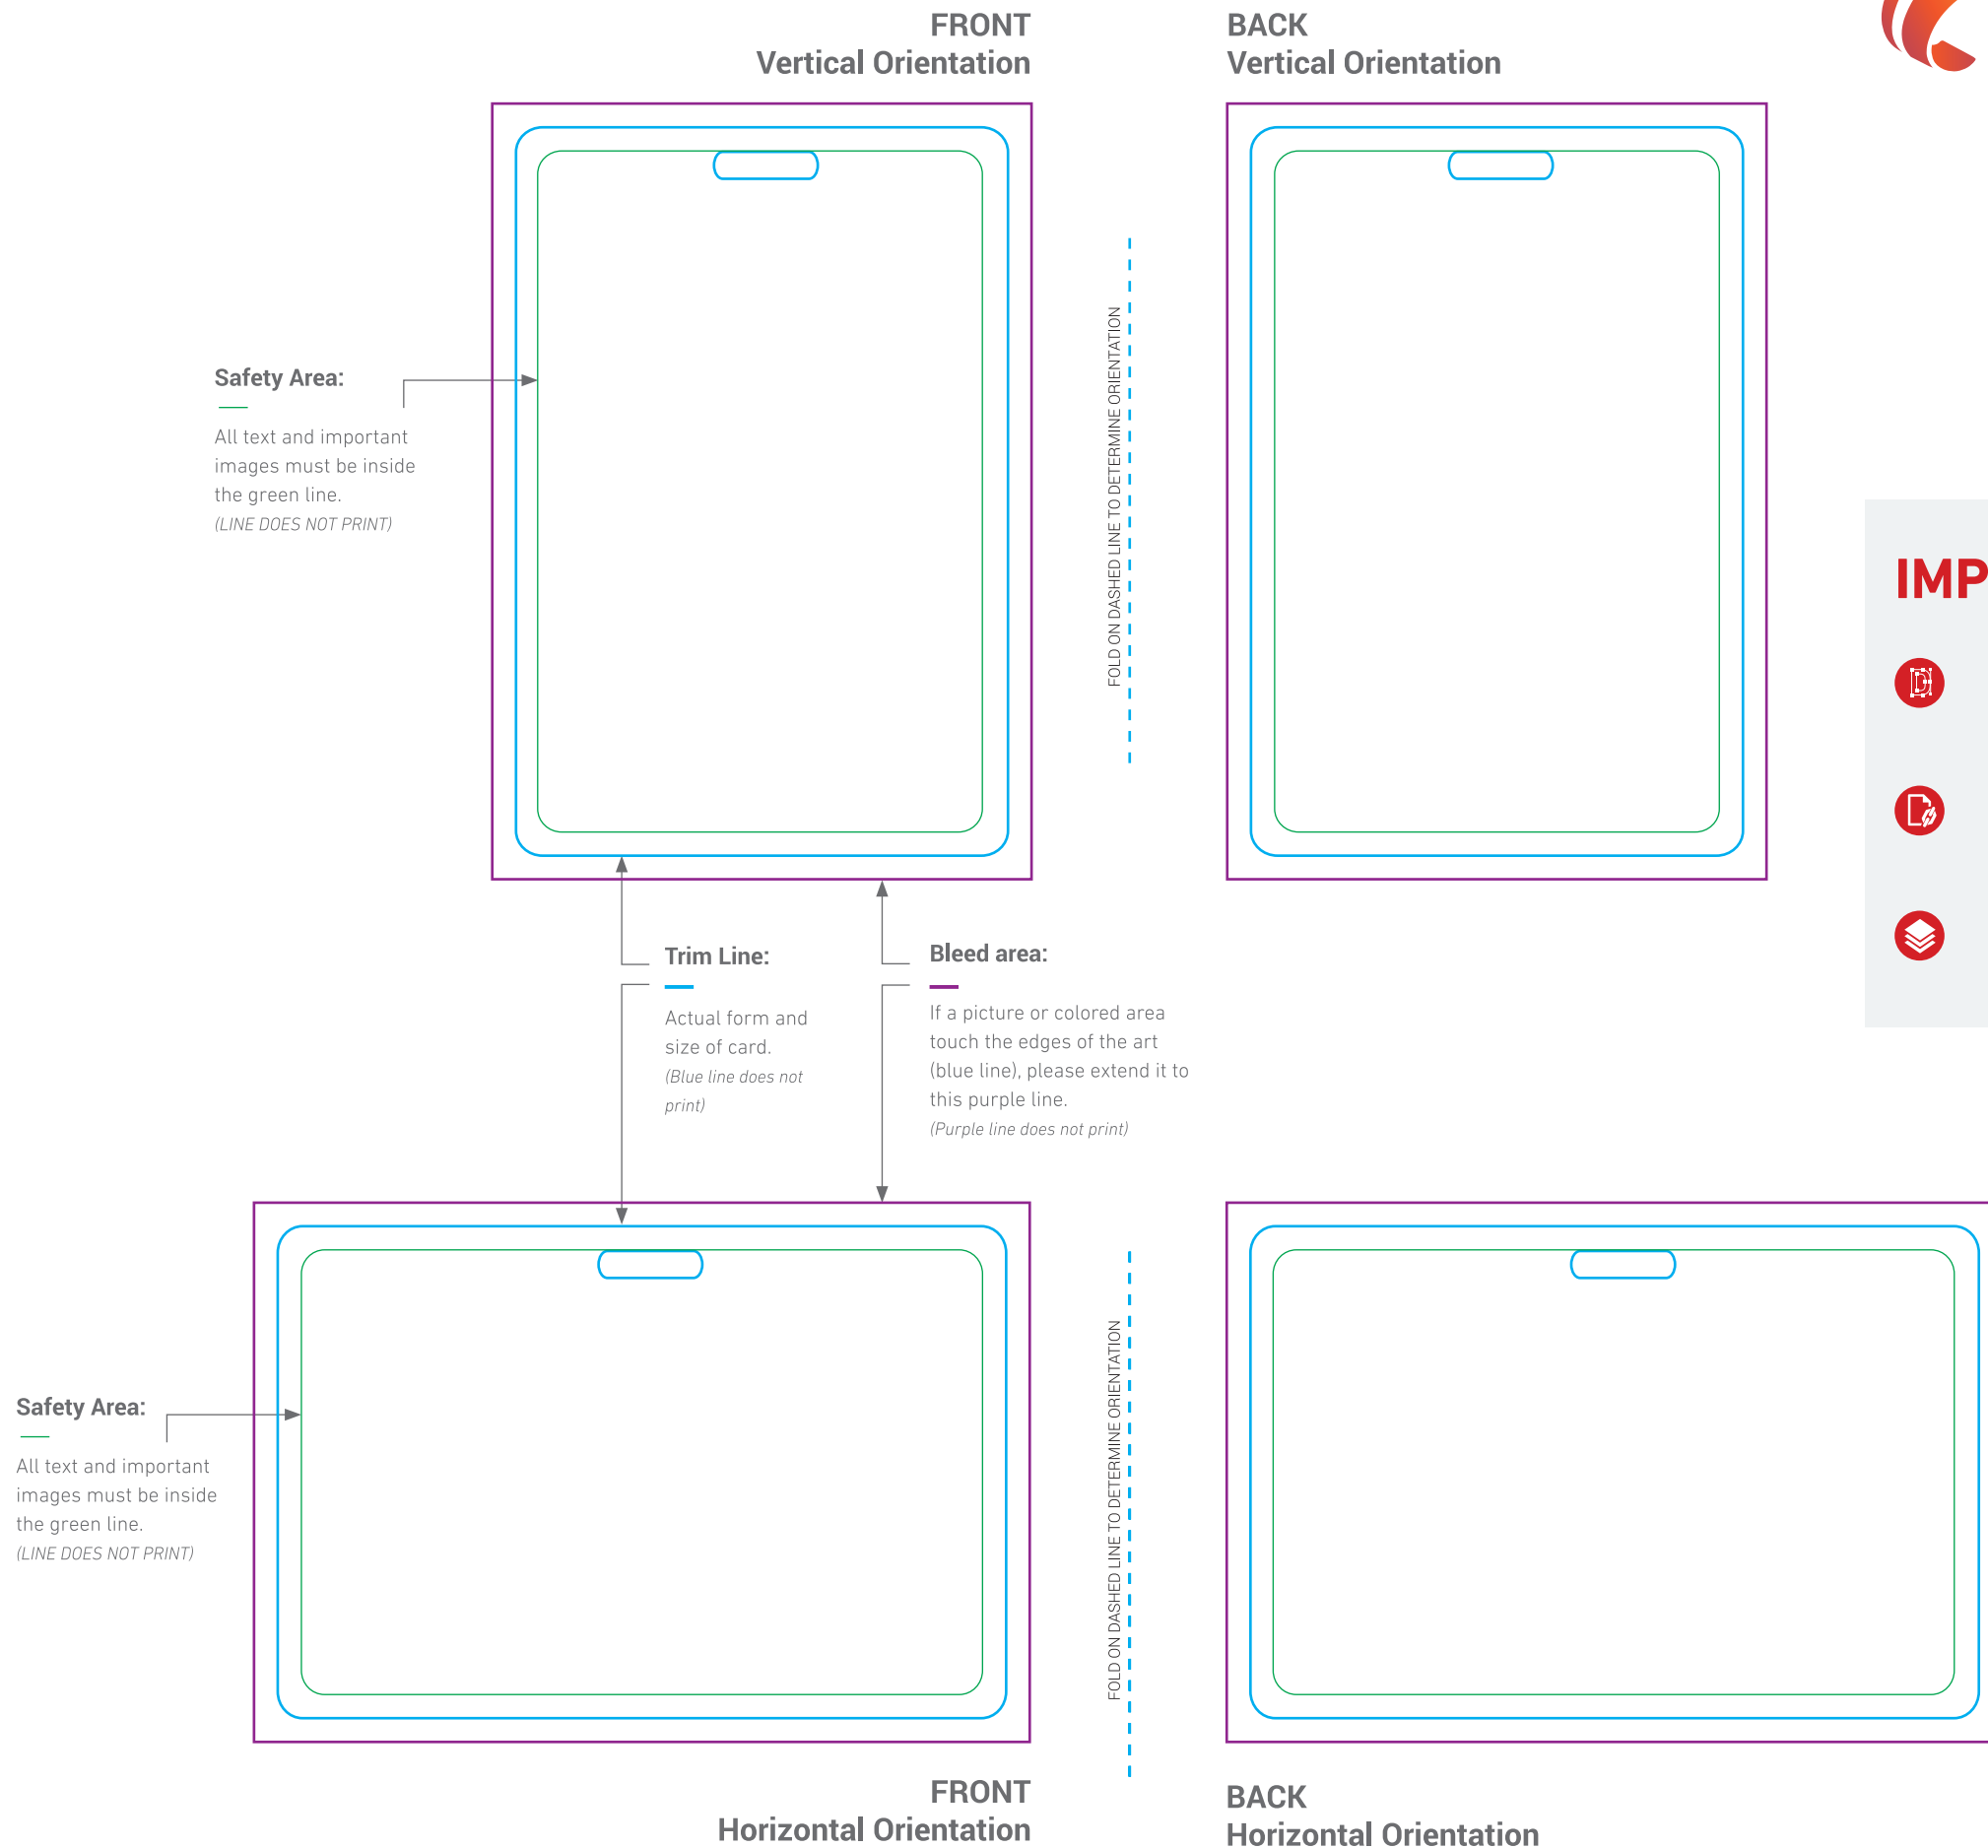 FRONT
Vertical Orientation
BACK
Vertical Orientation
Safety Area:
All text and important
images must be inside
the green line.
(LINE DOES NOT PRINT)
FOLD ON DASHED LINE TO DETERMINE ORIENTATION
IMP
Trim Line:
Actual form and
size of card.
(Blue line does not
print)
Bleed area:
If a picture or colored area
touch the edges of the art
(blue line), please extend it to
this purple line.
(Purple line does not print)
Safety Area:
All text and important
images must be inside
the green line.
(LINE DOES NOT PRINT)
FOLD ON DASHED LINE TO DETERMINE ORIENTATION
FRONT
Horizontal Orientation
BACK
Horizontal Orientation